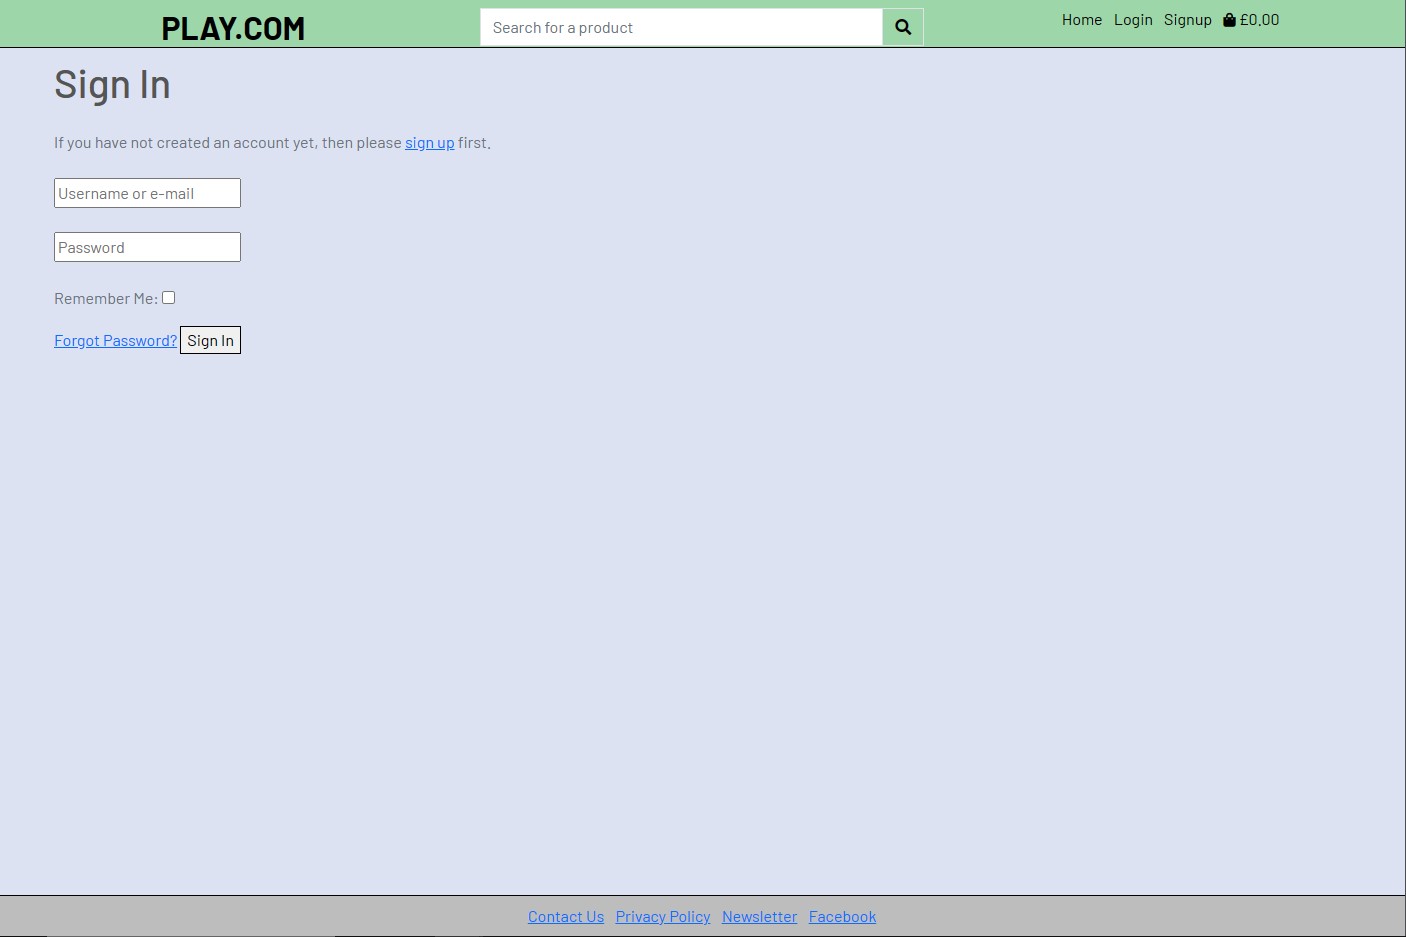 PLAY.COM
Search for a product
Home Login Signup £0.00
Sign In
If you have not created an account yet, then please sign up first.
Username or e-mail
Password
Remember Me:
Forgot Password? Sign In
Contact Us Privacy Policy Newsletter Facebook